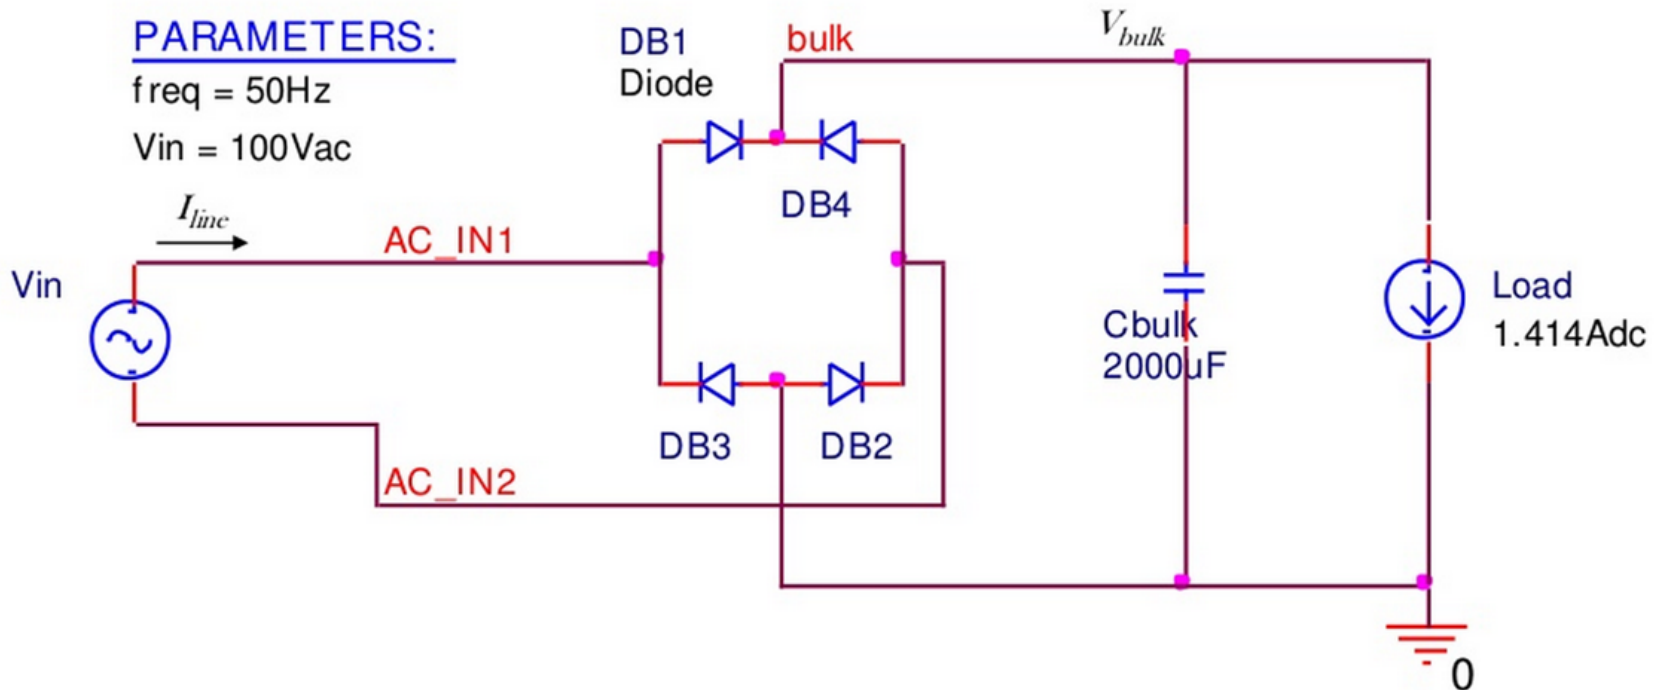 PARAMETERS:
freq = 50Hz
Vin = 100Vac
DB1
Diode
bulk
Vbulk
DB4
Iline
AC_IN1
Vin
Load
1.414Adc
Cbulk
2000uF
DB3
DB2
AC_IN2
0